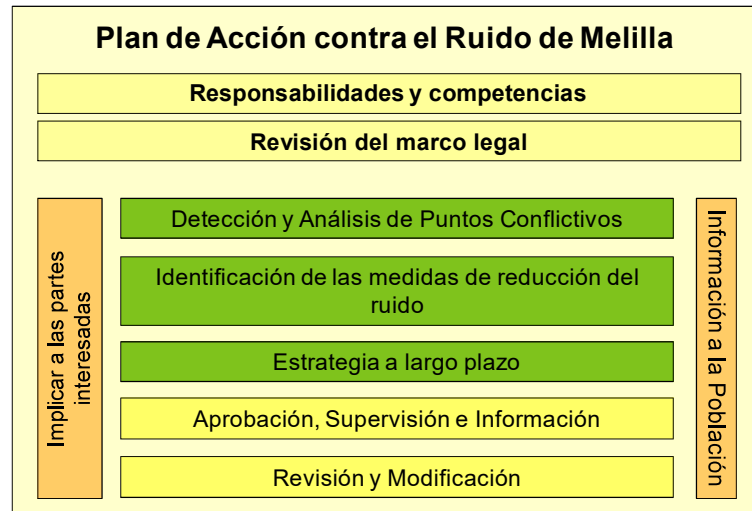 Plan de Acción contra el Ruido de Melilla
Responsabilidades y competencias
Revisión del marco legal
Implicar a las partes
interesadas
Detección y Análisis de Puntos Conflictivos
Identificación de las medidas de reducción del
ruido
Estrategia a largo plazo
Aprobación, Supervisión e Información
Revisión y Modificación
Información a la Población